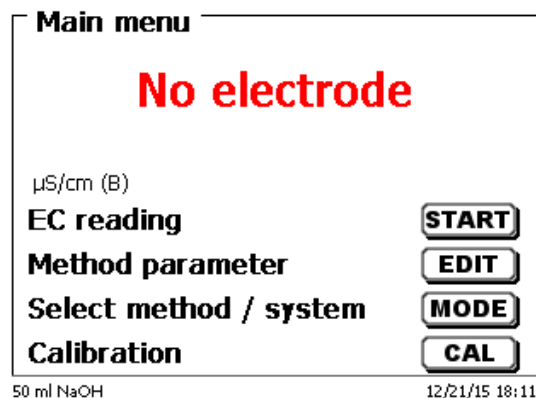 Main menu
No electrode
µS/cm (B)
EC reading START
Method parameter EDIT
Select method / system MODE
Calibration CAL
50 ml NaOH 12/21/15 18:11